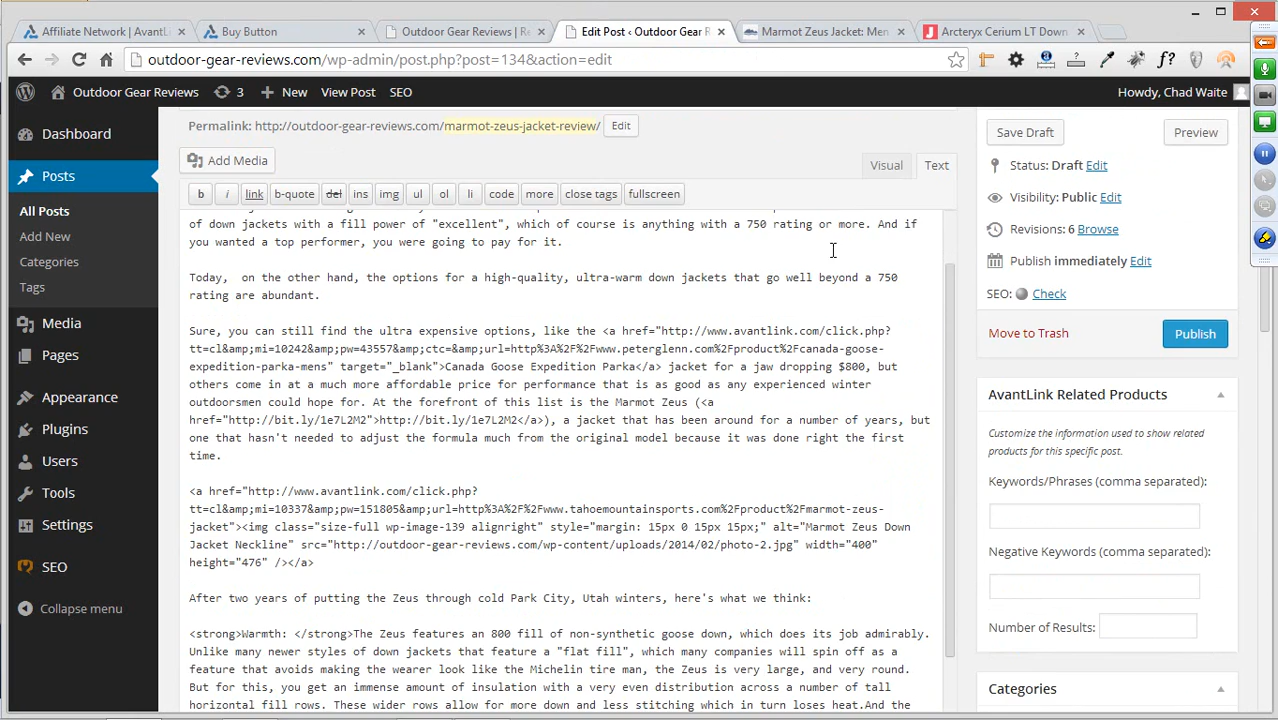 Affiliate Network | AvantLi
Buy Button
Outdoor Gear Reviews | Re
Edit Post ‹ Outdoor Gear R
Marmot Zeus Jacket: Men
Arcteryx Cerium LT Down
outdoor-gear-reviews.com/wp-admin/post.php?post=134&action=edit
f?
Outdoor Gear Reviews
3
New
View Post
SEO
Howdy, Chad Waite
Dashboard
Posts
All Posts
Add New
Categories
Tags
Media
Pages
Appearance
Plugins
Users
Tools
Settings
SEO
Collapse menu
Permalink: http://outdoor-gear-reviews.com/marmot-zeus-jacket-review/ Edit
Add Media
Visual
Text
b
i
link
b-quote
del
ins
img
ul
ol
li
code
more
close tags
fullscreen
of down jackets with a fill power of "excellent", which of course is anything with a 750 rating or more. And if
you wanted a top performer, you were going to pay for it.
Today,  on the other hand, the options for a high-quality, ultra-warm down jackets that go well beyond a 750
rating are abundant.
Sure, you can still find the ultra expensive options, like the <a href="http://www.avantlink.com/click.php?
tt=cl&amp;mi=10242&amp;pw=43557&amp;ctc=&amp;url=http%3A%2F%2Fwww.peterglenn.com%2Fproduct%2Fcanada-goose-
expedition-parka-mens" target="_blank">Canada Goose Expedition Parka</a> jacket for a jaw dropping $800, but
others come in at a much more affordable price for performance that is as good as any experienced winter
outdoorsmen could hope for. At the forefront of this list is the Marmot Zeus (<a
href="http://bit.ly/1e7L2M2">http://bit.ly/1e7L2M2</a>), a jacket that has been around for a number of years, but
one that hasn't needed to adjust the formula much from the original model because it was done right the first
time.
<a href="http://www.avantlink.com/click.php?
tt=cl&amp;mi=10337&amp;pw=151805&amp;url=http%3A%2F%2Fwww.tahoemountainsports.com%2Fproduct%2Fmarmot-zeus-
jacket"><img class="size-full wp-image-139 alignright" style="margin: 15px 0 15px 15px;" alt="Marmot Zeus Down
Jacket Neckline" src="http://outdoor-gear-reviews.com/wp-content/uploads/2014/02/photo-2.jpg" width="400"
height="476" /></a>
After two years of putting the Zeus through cold Park City, Utah winters, here's what we think:
<strong>Warmth: </strong>The Zeus features an 800 fill of non-synthetic goose down, which does its job admirably.
Unlike many newer styles of down jackets that feature a "flat fill", which many companies will spin off as a
feature that avoids making the wearer look like the Michelin tire man, the Zeus is very large, and very round.
But for this, you get an immense amount of insulation with a very even distribution across a number of tall
horizontal fill rows. These wider rows allow for more down and less stitching which in turn loses heat.And the
Save Draft
Preview
Status: Draft Edit
Visibility: Public Edit
Revisions: 6 Browse
Publish immediately Edit
SEO: Check
Move to Trash
Publish
AvantLink Related Products
Customize the information used to show related
products for this specific post.
Keywords/Phrases (comma separated):
Negative Keywords (comma separated):
Number of Results:
Categories